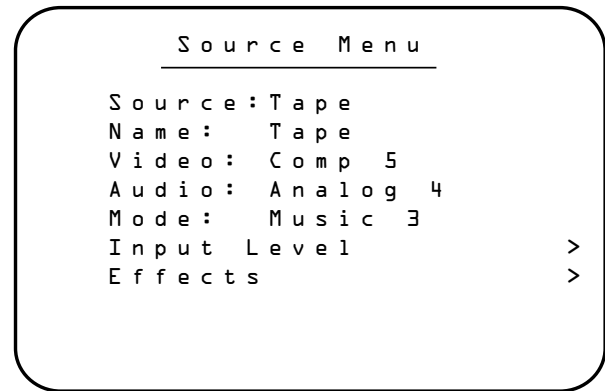 Source Menu
Source:Tape
Name: Tape
Video: Comp 5
Audio: Analog 4
Mode: Music 3
Input Level >
Effects >